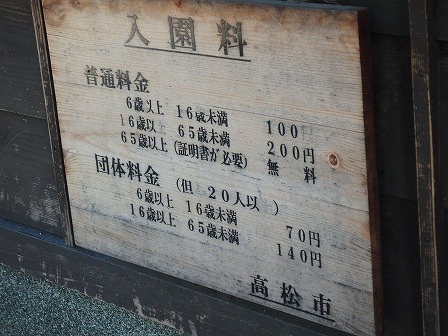 入園料
普通料金
6歳以上 16歳未満 100
16歳以上 65歳未満 200円
65歳以上(証明書が必要) 無料
団体料金 (但 20人以 )
6歳以上 16歳未満 70円
16歳以上 65歳未満 140円
高松市